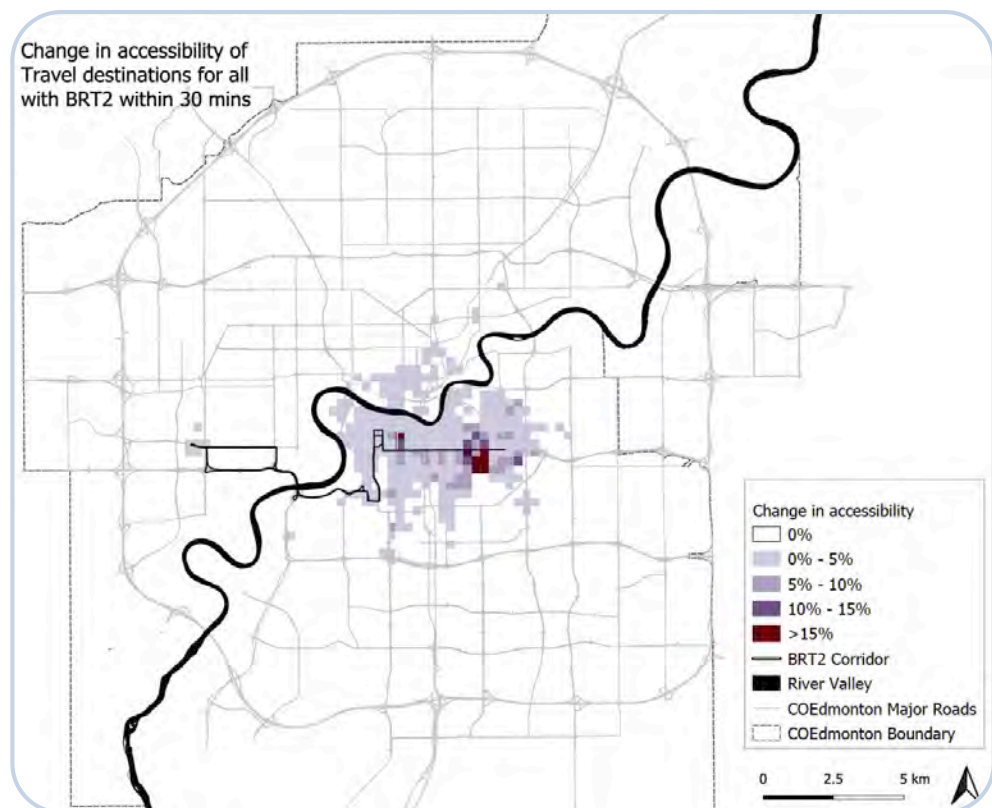 Change in accessibility of
Travel destinations for all
with BRT2 within 30 mins
Change in accessibility
0%
0% - 5%
5% - 10%
10% - 15%
>15%
BRT2 Corridor
River Valley
COEdmonton Major Roads
COEdmonton Boundary
0 2.5 5 km